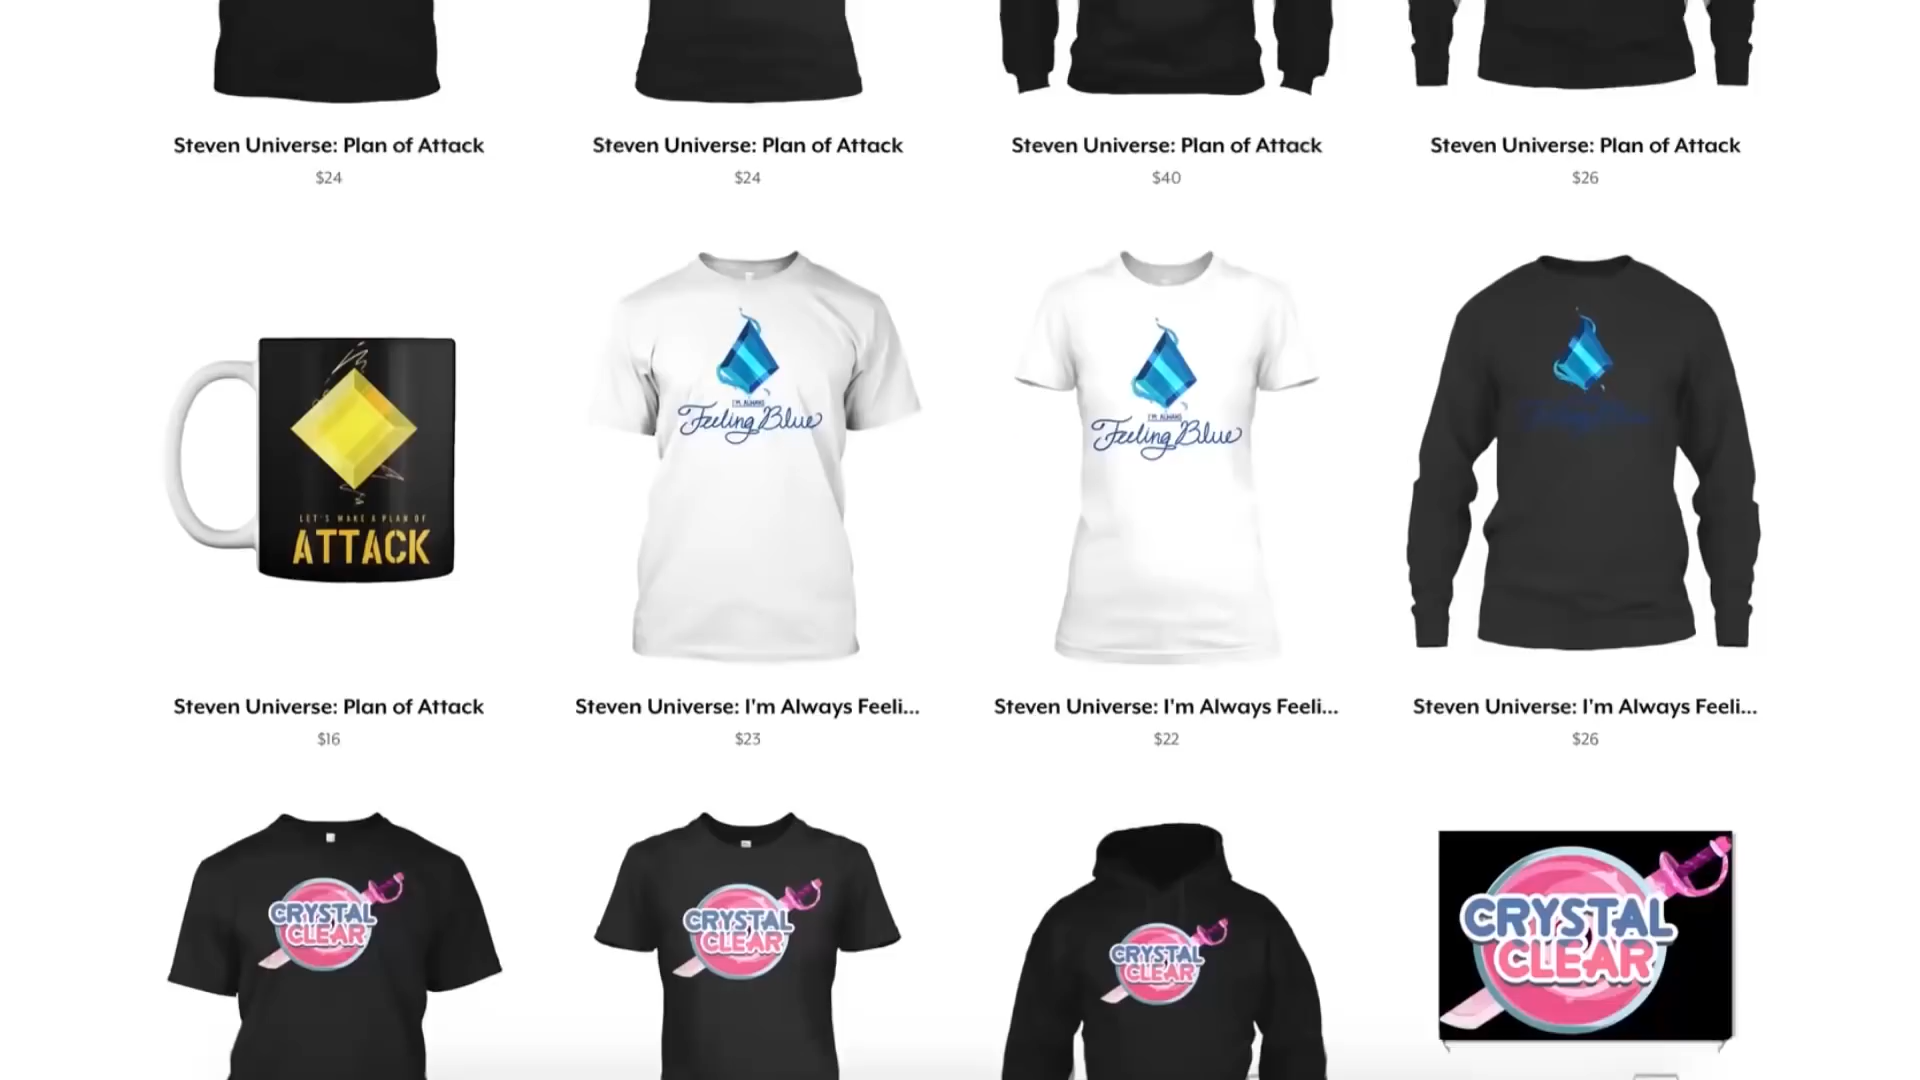 Steven Universe: Plan of Attack
$24
Steven Universe: Plan of Attack
$24
Steven Universe: Plan of Attack
$40
Steven Universe: Plan of Attack
$26
LET'S MAKE A PLAN OF
ATTACK
I'M ALWAYS
Feeling Blue
I'M ALWAYS
Feeling Blue
Feeling Blue
Steven Universe: Plan of Attack
$16
Steven Universe: I'm Always Feeli...
$23
Steven Universe: I'm Always Feeli...
$22
Steven Universe: I'm Always Feeli...
$26
CRYSTAL
CLEAR
CRYSTAL
CLEAR
CRYSTAL
CLEAR
CRYSTAL
CLEAR